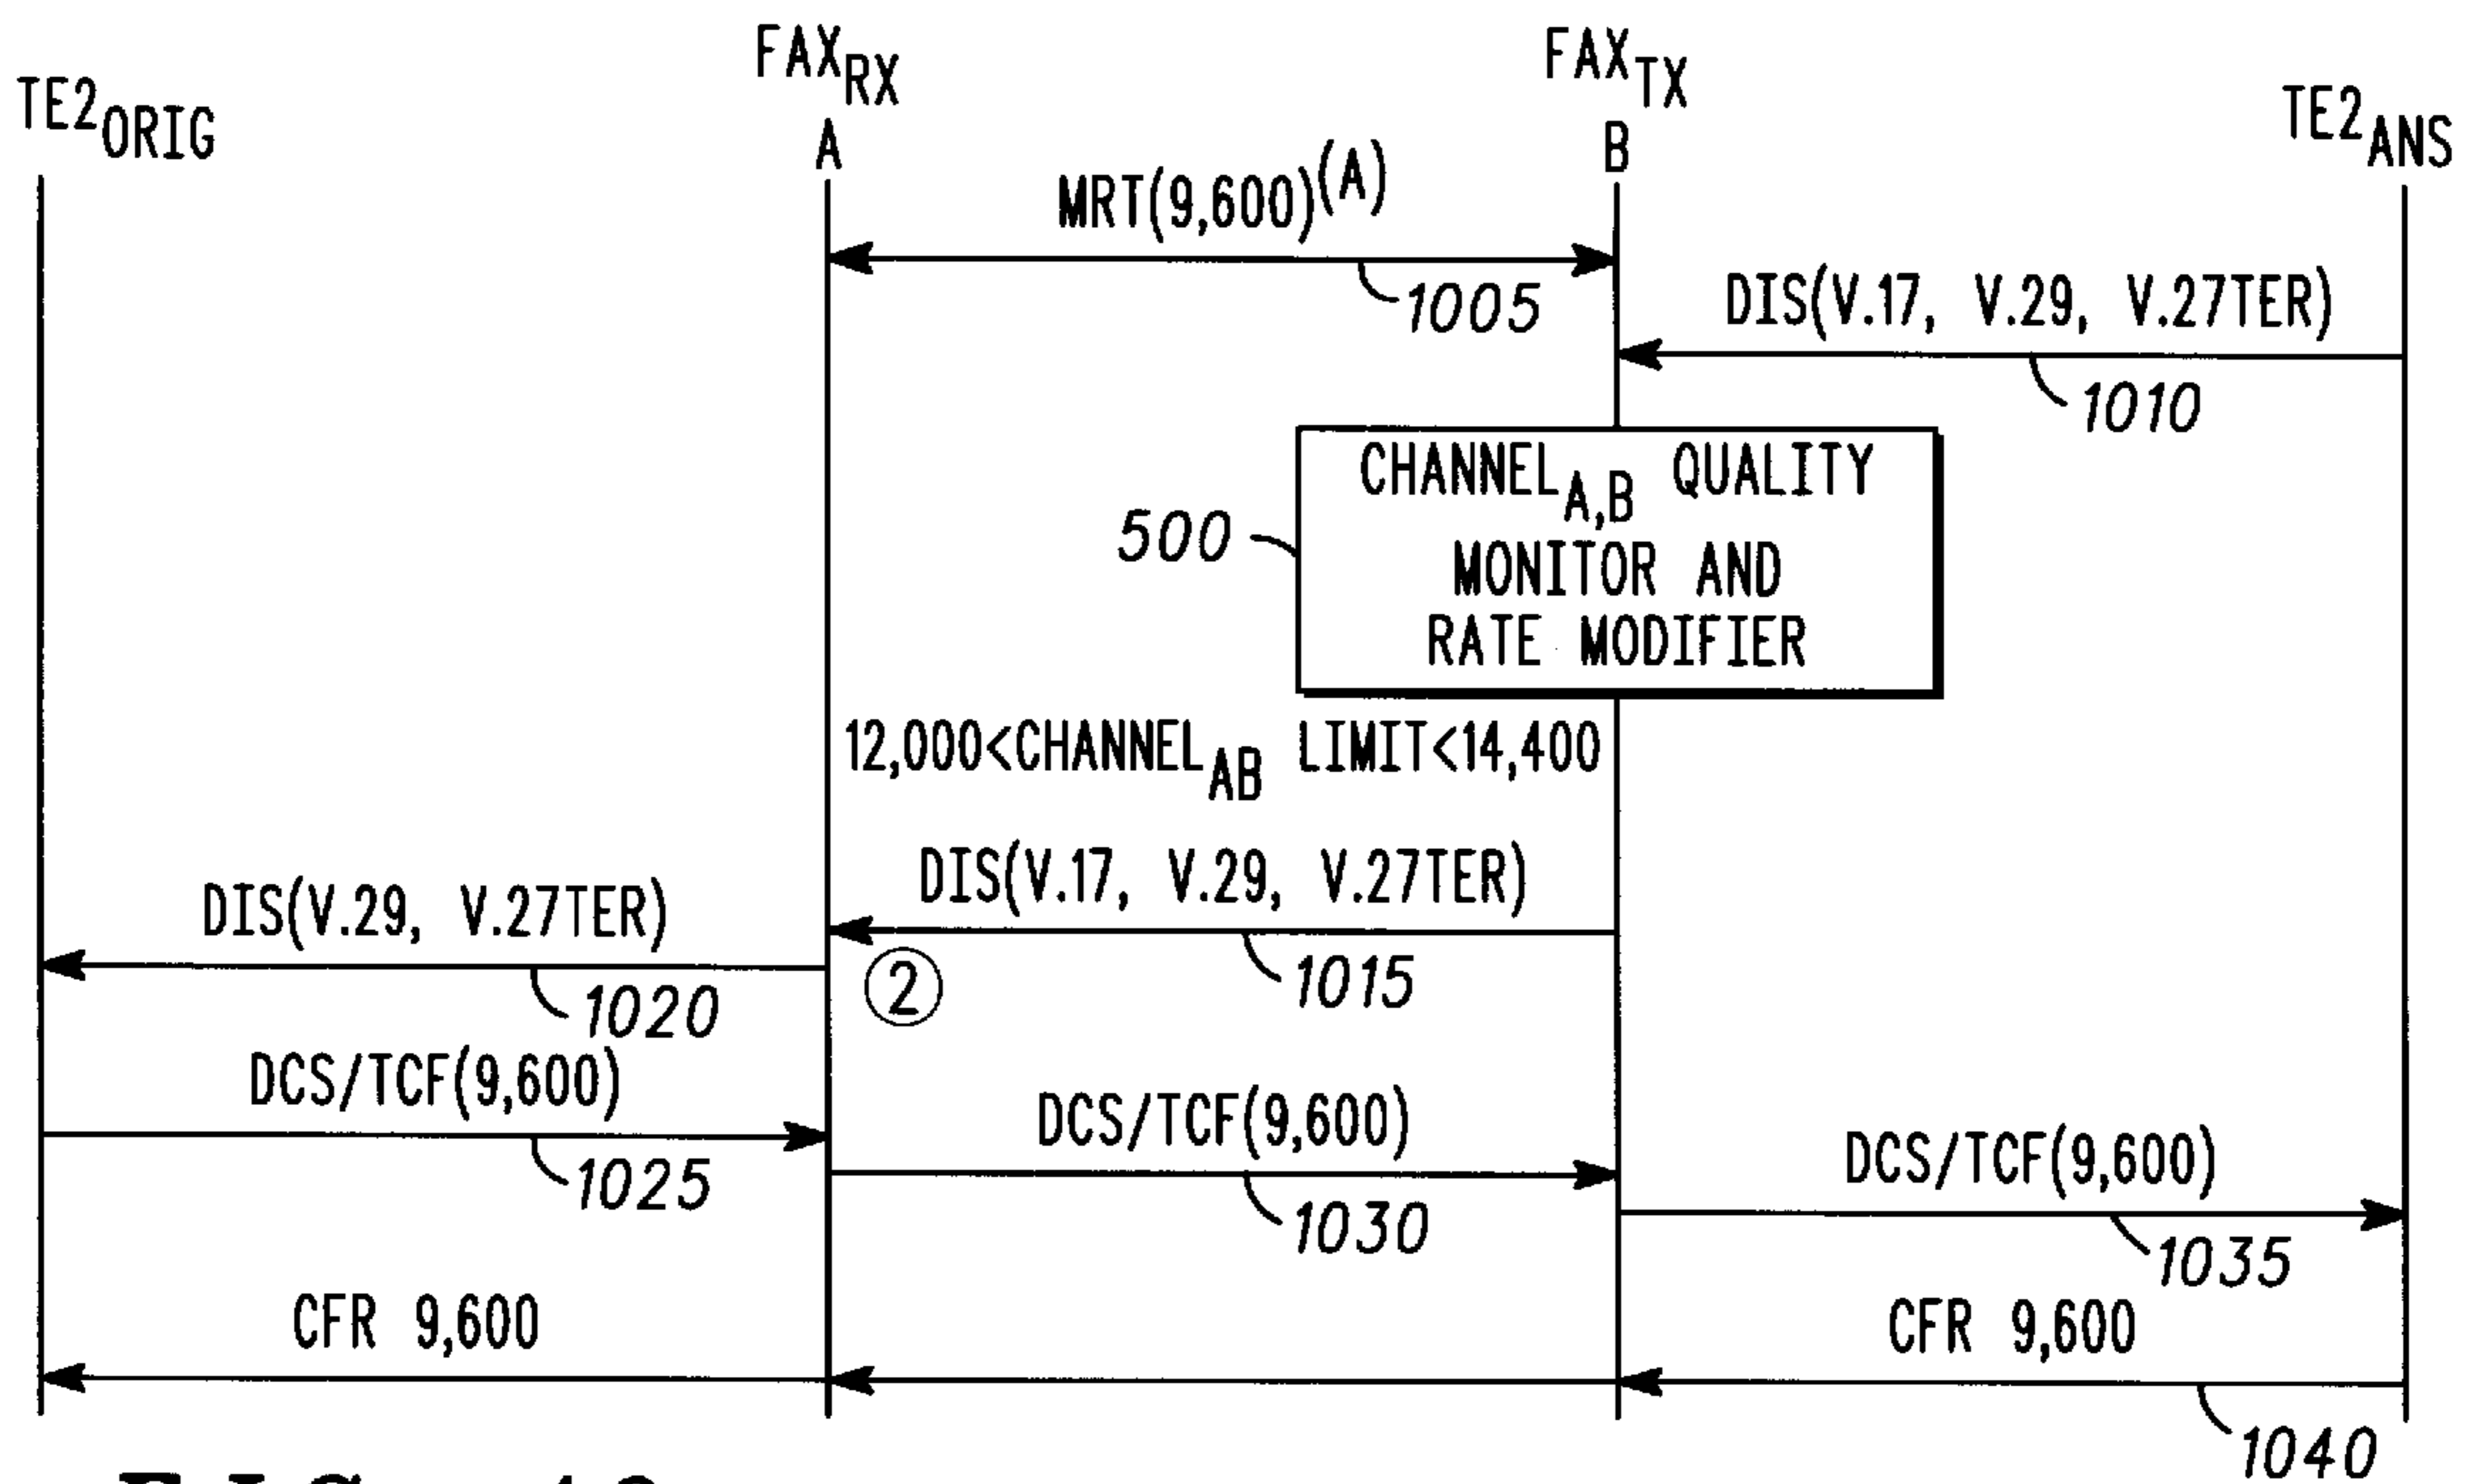 TE2ORIG
FAXRX
A
FAXTX
B
TE2ANS
MRT(9,600)(A)
1005
DIS(V.17, V.29, V.27TER)
1010
CHANNELA,B QUALITY
MONITOR AND
RATE MODIFIER
500
12,000<CHANNELAB LIMIT<14,400
DIS(V.17, V.29, V.27TER)
1015
DIS(V.29, V.27TER)
②
1020
DCS/TCF(9,600)
1025
DCS/TCF(9,600)
1030
DCS/TCF(9,600)
1035
CFR 9,600
CFR 9,600
1040